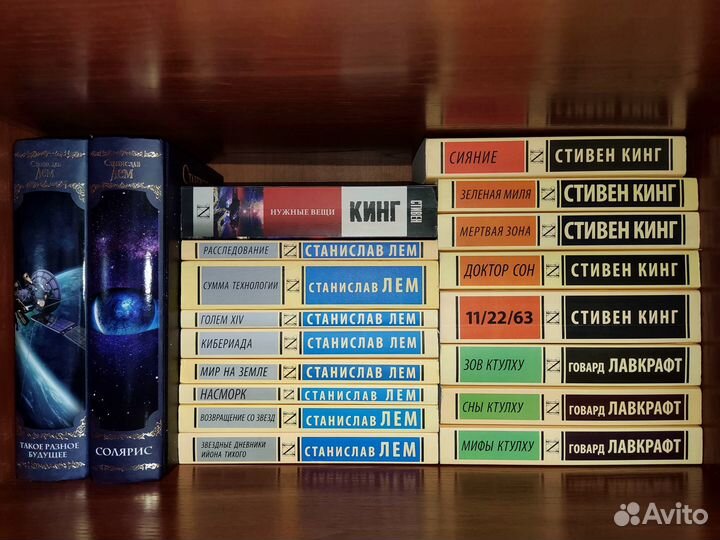 Станислав
ЛЕМ
ТАКОЕ РАЗНОЕ
БУДУЩЕЕ
Станислав
ЛЕМ
СОЛЯРИС
НУЖНЫЕ ВЕЩИ
КИНГ
СТИВЕН
РАССЛЕДОВАНИЕ
СТАНИСЛАВ ЛЕМ
СУММА ТЕХНОЛОГИИ
СТАНИСЛАВ ЛЕМ
ГОЛЕМ XIV
СТАНИСЛАВ ЛЕМ
КИБЕРИАДА
СТАНИСЛАВ ЛЕМ
МИР НА ЗЕМЛЕ
СТАНИСЛАВ ЛЕМ
НАСМОРК
СТАНИСЛАВ ЛЕМ
ВОЗВРАЩЕНИЕ СО ЗВЕЗД
СТАНИСЛАВ ЛЕМ
ЗВЕЗДНЫЕ ДНЕВНИКИ
ИЙОНА ТИХОГО
СТАНИСЛАВ ЛЕМ
СИЯНИЕ
СТИВЕН КИНГ
ЗЕЛЕНАЯ МИЛЯ
СТИВЕН КИНГ
МЕРТВАЯ ЗОНА
СТИВЕН КИНГ
ДОКТОР СОН
СТИВЕН КИНГ
11/22/63
СТИВЕН КИНГ
ЗОВ КТУЛХУ
ГОВАРД ЛАВКРАФТ
СНЫ КТУЛХУ
ГОВАРД ЛАВКРАФТ
МИФЫ КТУЛХУ
ГОВАРД ЛАВКРАФТ
Avito